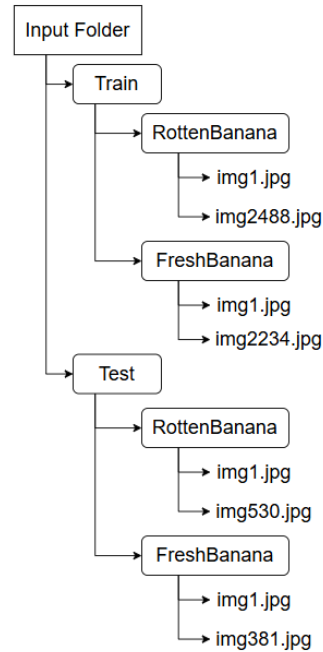 Input Folder
Train
RottenBanana
img1.jpg
img2488.jpg
FreshBanana
img1.jpg
img2234.jpg
Test
RottenBanana
img1.jpg
img530.jpg
FreshBanana
img1.jpg
img381.jpg